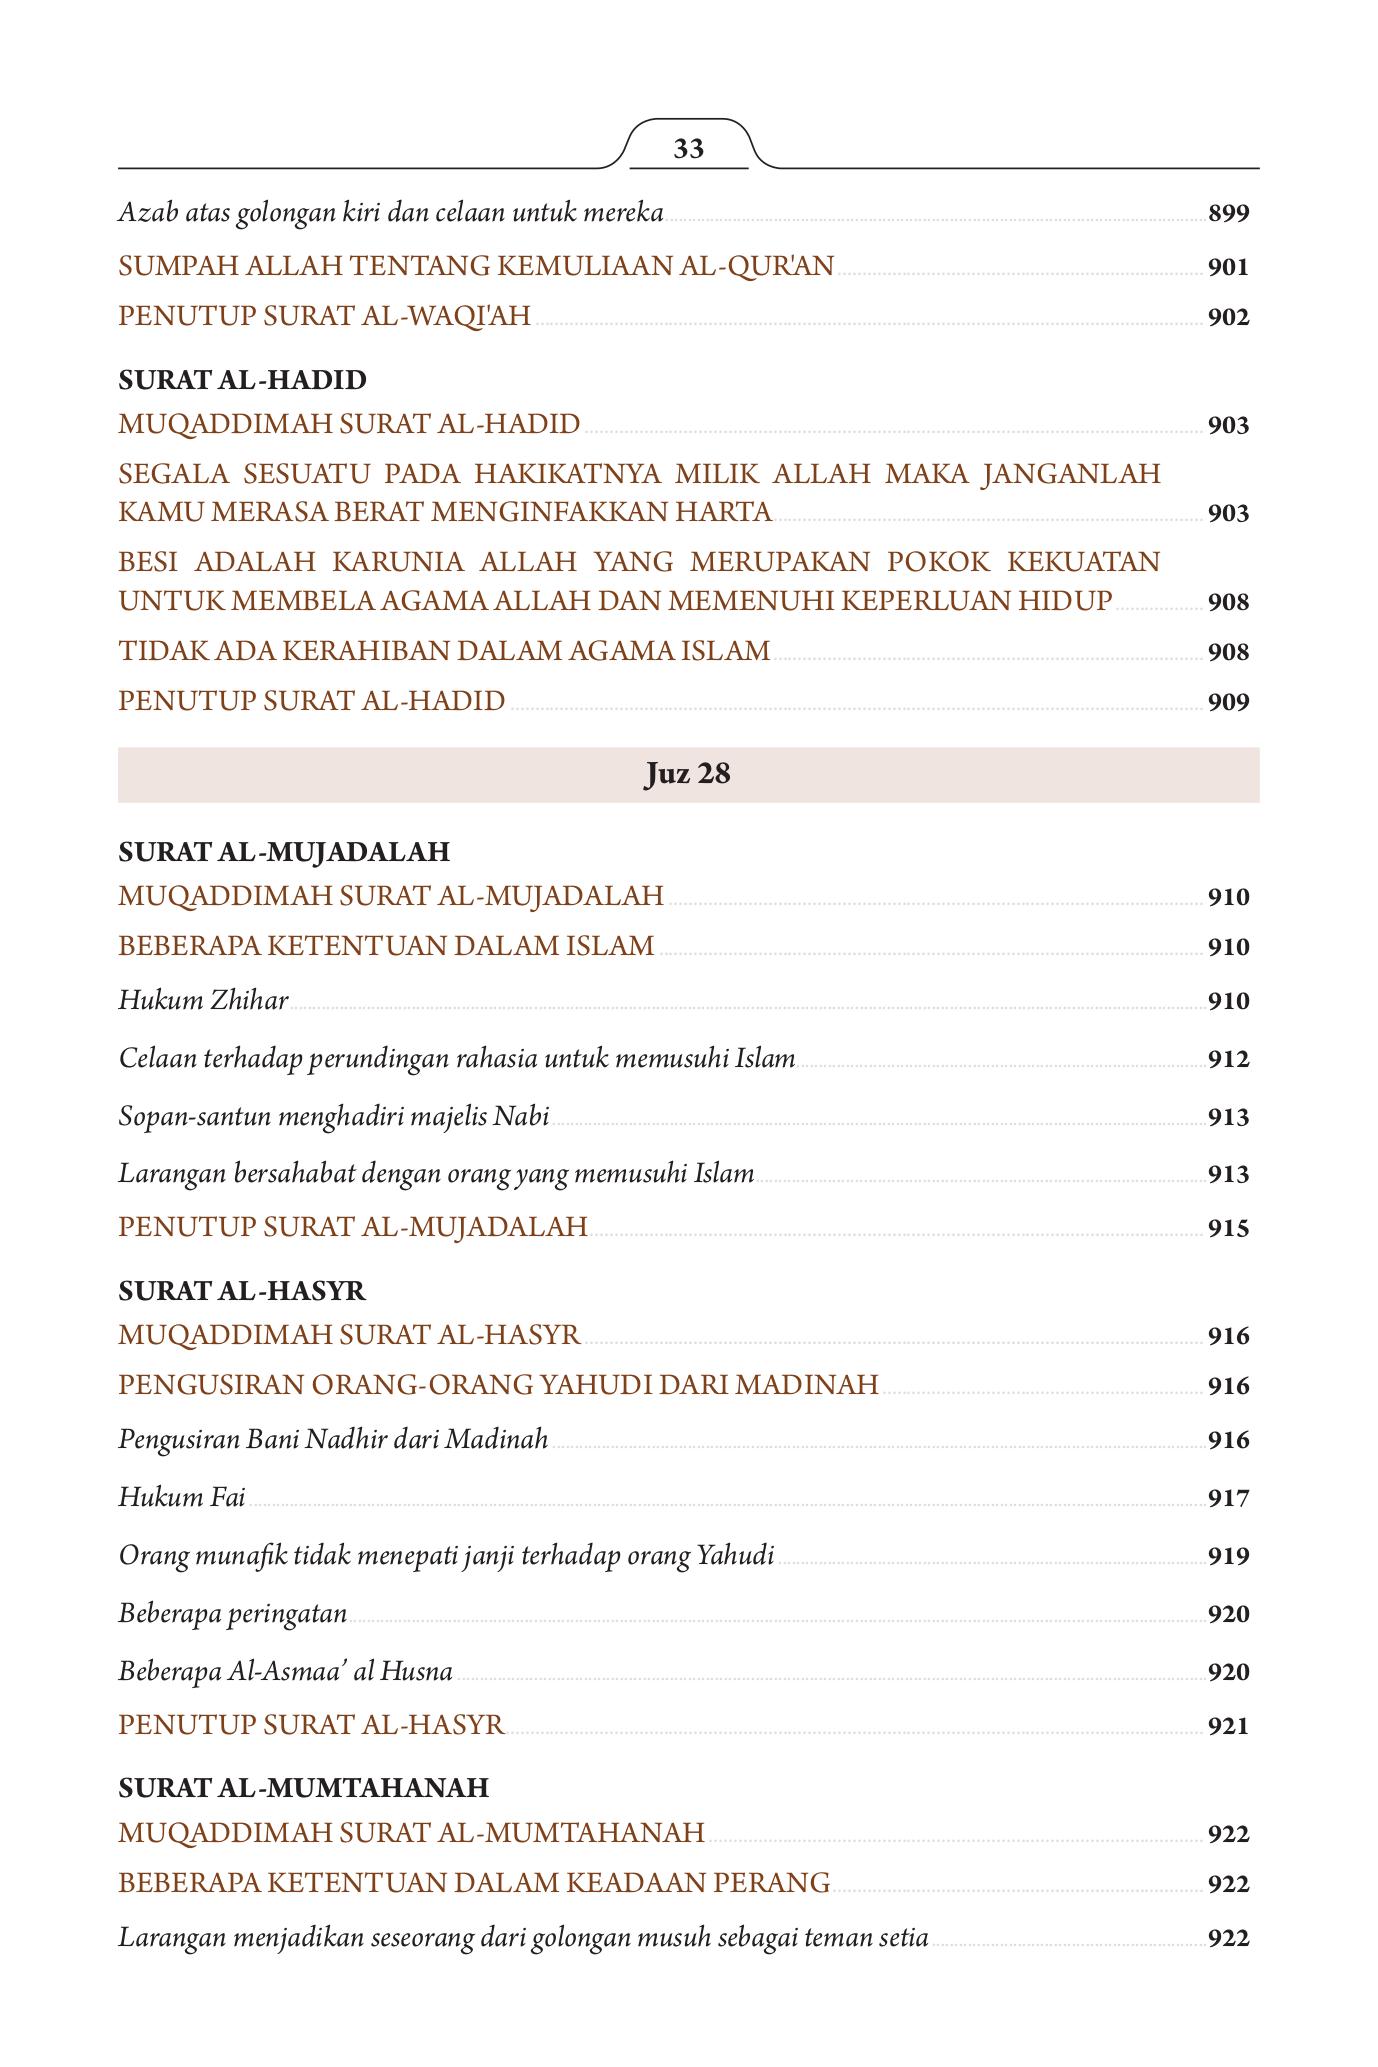 33
Azab atas golongan kiri dan celaan untuk mereka 899
SUMPAH ALLAH TENTANG KEMULIAAN AL-QUR'AN 901
PENUTUP SURAT AL-WAQI'AH 902
SURAT AL-HADID
MUQADDIMAH SURAT AL-HADID 903
SEGALA SESUATU PADA HAKIKATNYA MILIK ALLAH MAKA JANGANLAH
KAMU MERASA BERAT MENGINFAKKAN HARTA 903
BESI ADALAH KARUNIA ALLAH YANG MERUPAKAN POKOK KEKUATAN
UNTUK MEMBELA AGAMA ALLAH DAN MEMENUHI KEPERLUAN HIDUP 908
TIDAK ADA KERAHIBAN DALAM AGAMA ISLAM 908
PENUTUP SURAT AL-HADID 909
Juz 28
SURAT AL-MUJADALAH
MUQADDIMAH SURAT AL-MUJADALAH 910
BEBERAPA KETENTUAN DALAM ISLAM 910
Hukum Zhihar 910
Celaan terhadap perundingan rahasia untuk memusuhi Islam 912
Sopan-santun menghadiri majelis Nabi 913
Larangan bersahabat dengan orang yang memusuhi Islam 913
PENUTUP SURAT AL-MUJADALAH 915
SURAT AL-HASYR
MUQADDIMAH SURAT AL-HASYR 916
PENGUSIRAN ORANG-ORANG YAHUDI DARI MADINAH 916
Pengusiran Bani Nadhir dari Madinah 916
Hukum Fai 917
Orang munafik tidak menepati janji terhadap orang Yahudi 919
Beberapa peringatan 920
Beberapa Al-Asmaa’ al Husna 920
PENUTUP SURAT AL-HASYR 921
SURAT AL-MUMTAHANAH
MUQADDIMAH SURAT AL-MUMTAHANAH 922
BEBERAPA KETENTUAN DALAM KEADAAN PERANG 922
Larangan menjadikan seseorang dari golongan musuh sebagai teman setia 922